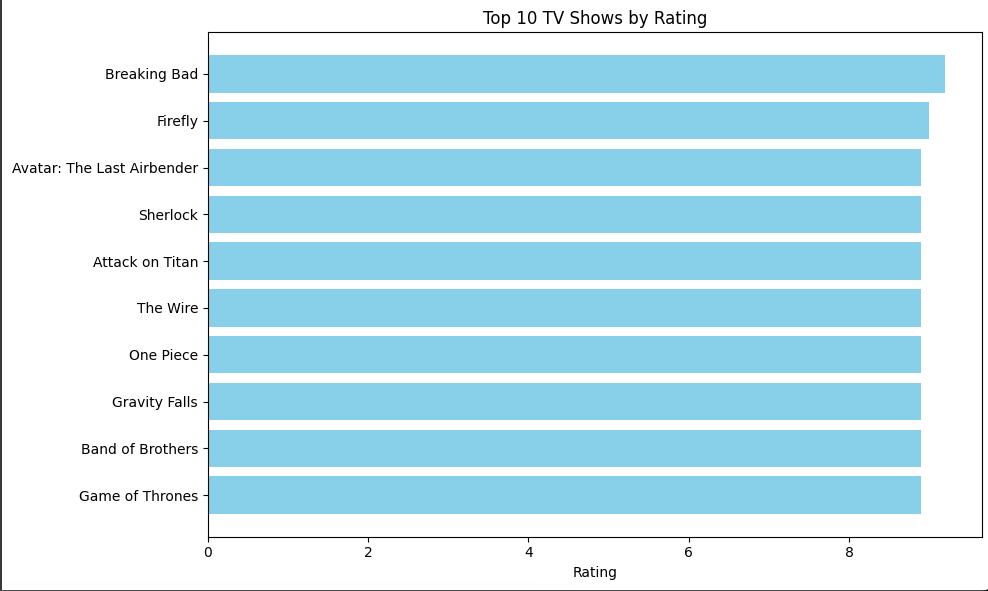 Top 10 TV Shows by Rating
Breaking Bad
Firefly
Avatar: The Last Airbender
Sherlock
Attack on Titan
The Wire
One Piece
Gravity Falls
Band of Brothers
Game of Thrones
0 2 4 6 8
Rating